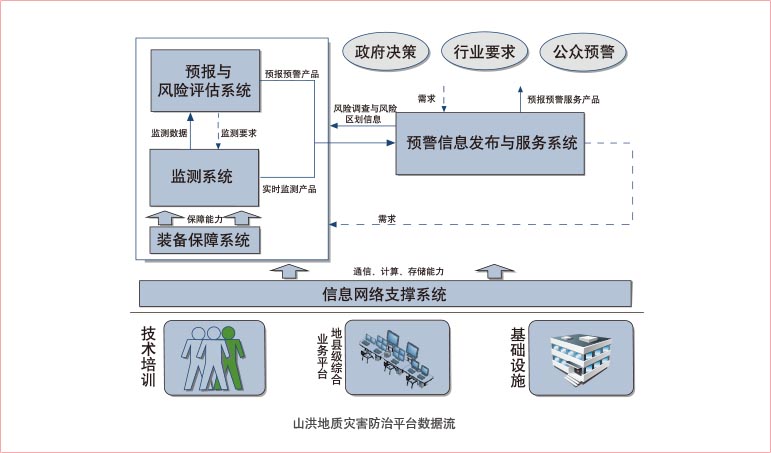 政府决策
行业要求
公众预警
预报与
风险评估系统
预报预警产品
需求
预报预警服务产品
风险调查与风险
区划信息
监测数据
监测要求
预警信息发布与服务系统
监测系统
实时监测产品
保障能力
需求
装备保障系统
通信、计算、存储能力
信息网络支撑系统
技术培训
地县级综合
业务平台
基础设施
山洪地质灾害防治平台数据流